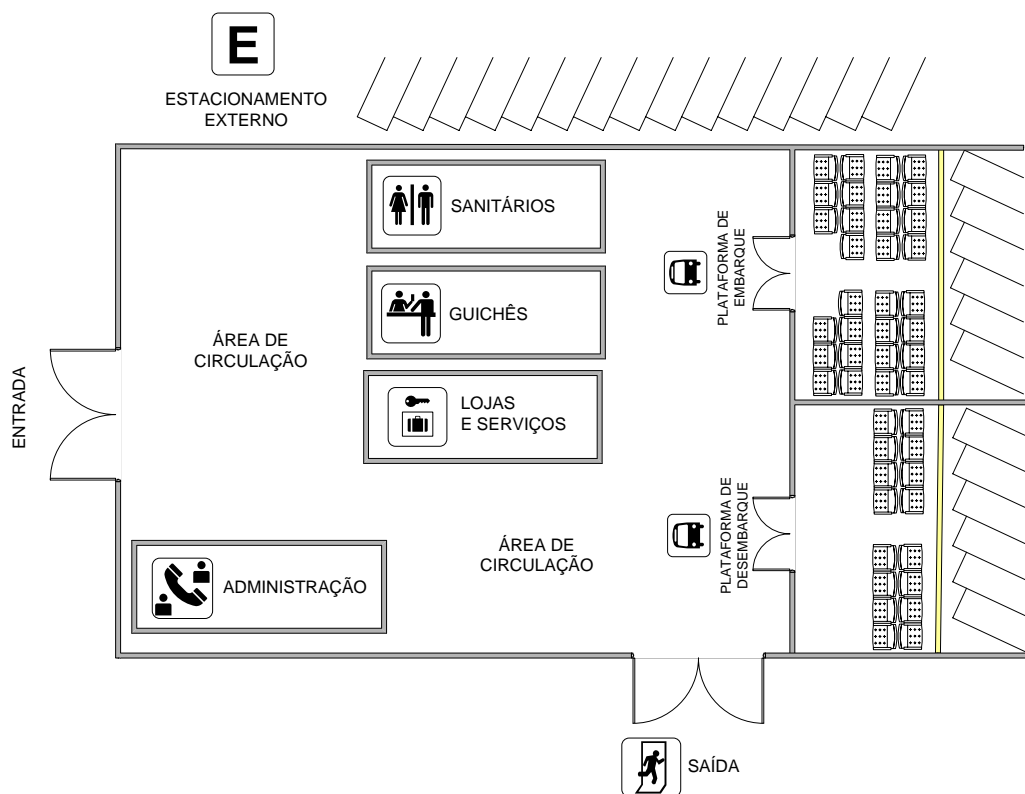 E
ESTACIONAMENTO
EXTERNO
SANITÁRIOS
PLATAFORMA DE
EMBARQUE
GUICHÊS
ÁREA DE
CIRCULAÇÃO
LOJAS
E SERVIÇOS
ENTRADA
PLATAFORMA DE
DESEMBARQUE
ÁREA DE
CIRCULAÇÃO
ADMINISTRAÇÃO
SAÍDA